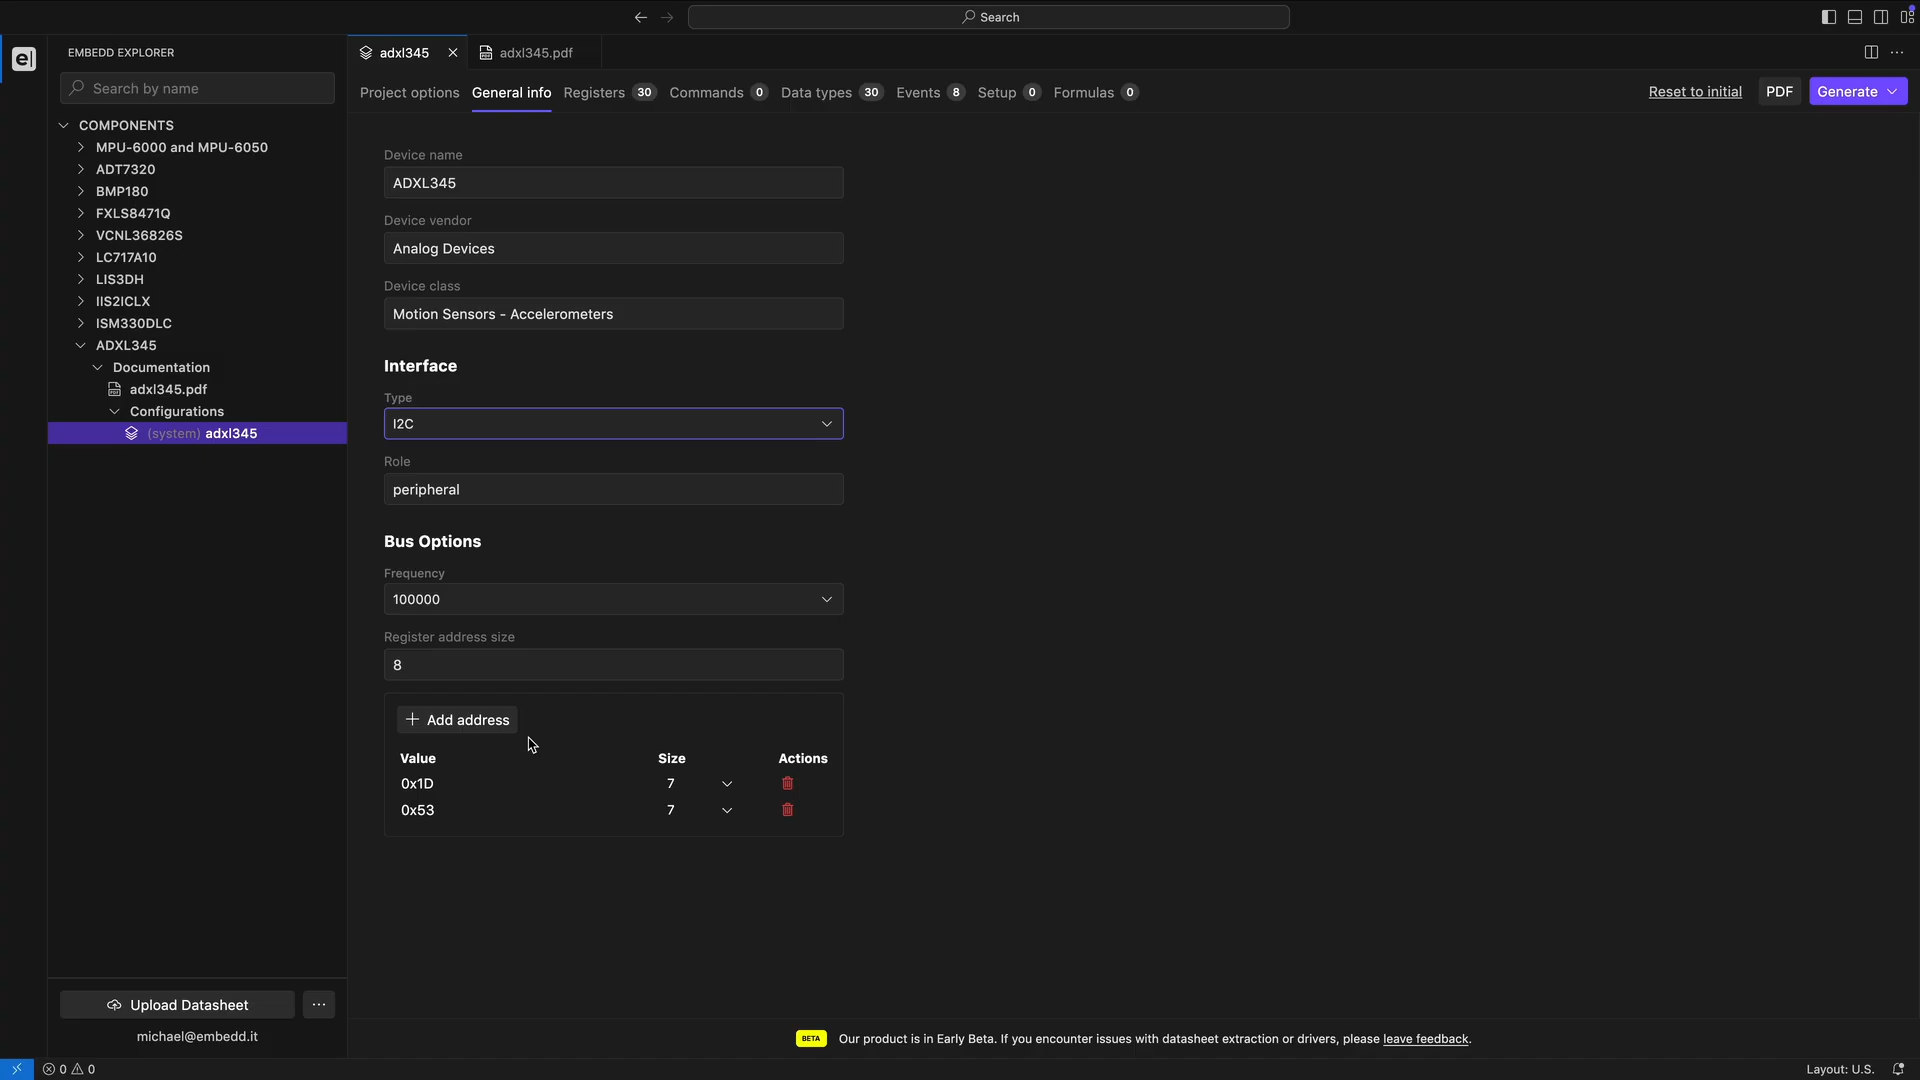 Search
e|
EMBEDD EXPLORER
Search by name
COMPONENTS
MPU-6000 and MPU-6050
ADT7320
BMP180
FXLS8471Q
VCNL36826S
LC717A10
LIS3DH
IIS2ICLX
ISM330DLC
ADXL345
Documentation
adxl345.pdf
Configurations
(system) adxl345
Upload Datasheet
michael@embedd.it
adxl345
adxl345.pdf
Project options General info Registers 30 Commands 0 Data types 30 Events 8 Setup 0 Formulas 0
Reset to initial PDF Generate
Device name
ADXL345
Device vendor
Analog Devices
Device class
Motion Sensors - Accelerometers
Interface
Type
I2C
Role
peripheral
Bus Options
Frequency
100000
Register address size
8
Add address
Value Size Actions
0x1D 7
0x53 7
BETA Our product is in Early Beta. If you encounter issues with datasheet extraction or drivers, please leave feedback.
0 0
Layout: U.S.